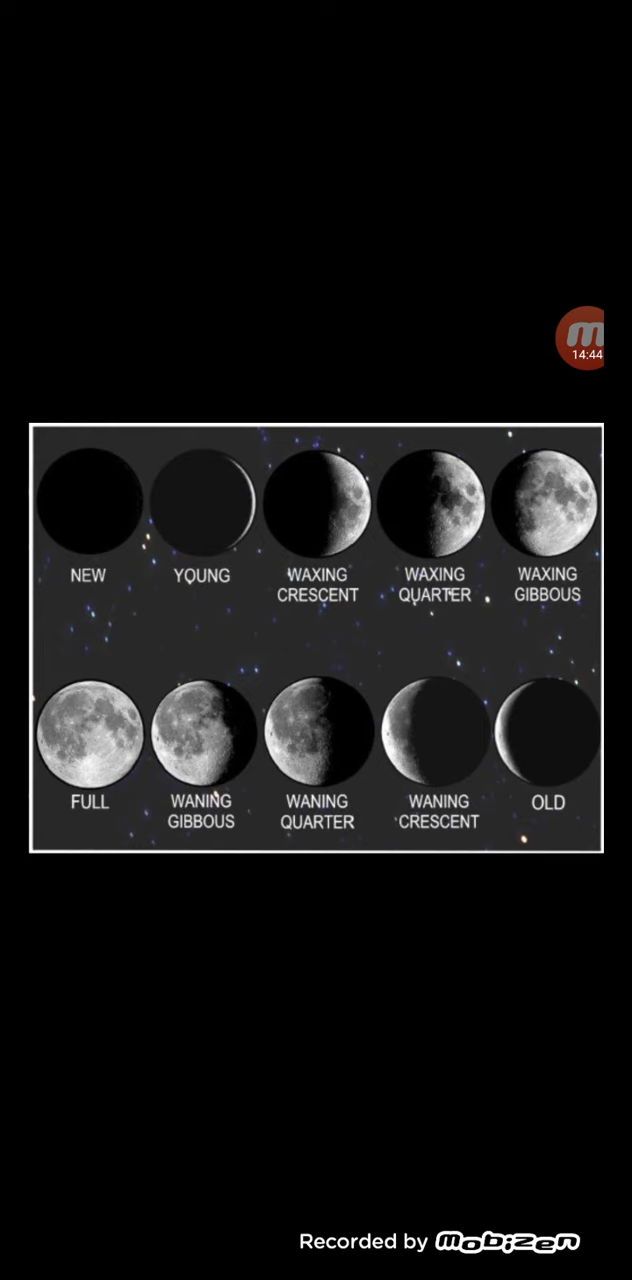 m
14:44
NEW
YOUNG
WAXING
CRESCENT
WAXING
QUARTER
WAXING
GIBBOUS
FULL
WANING
GIBBOUS
WANING
QUARTER
WANING
CRESCENT
OLD
Recorded by mobizen